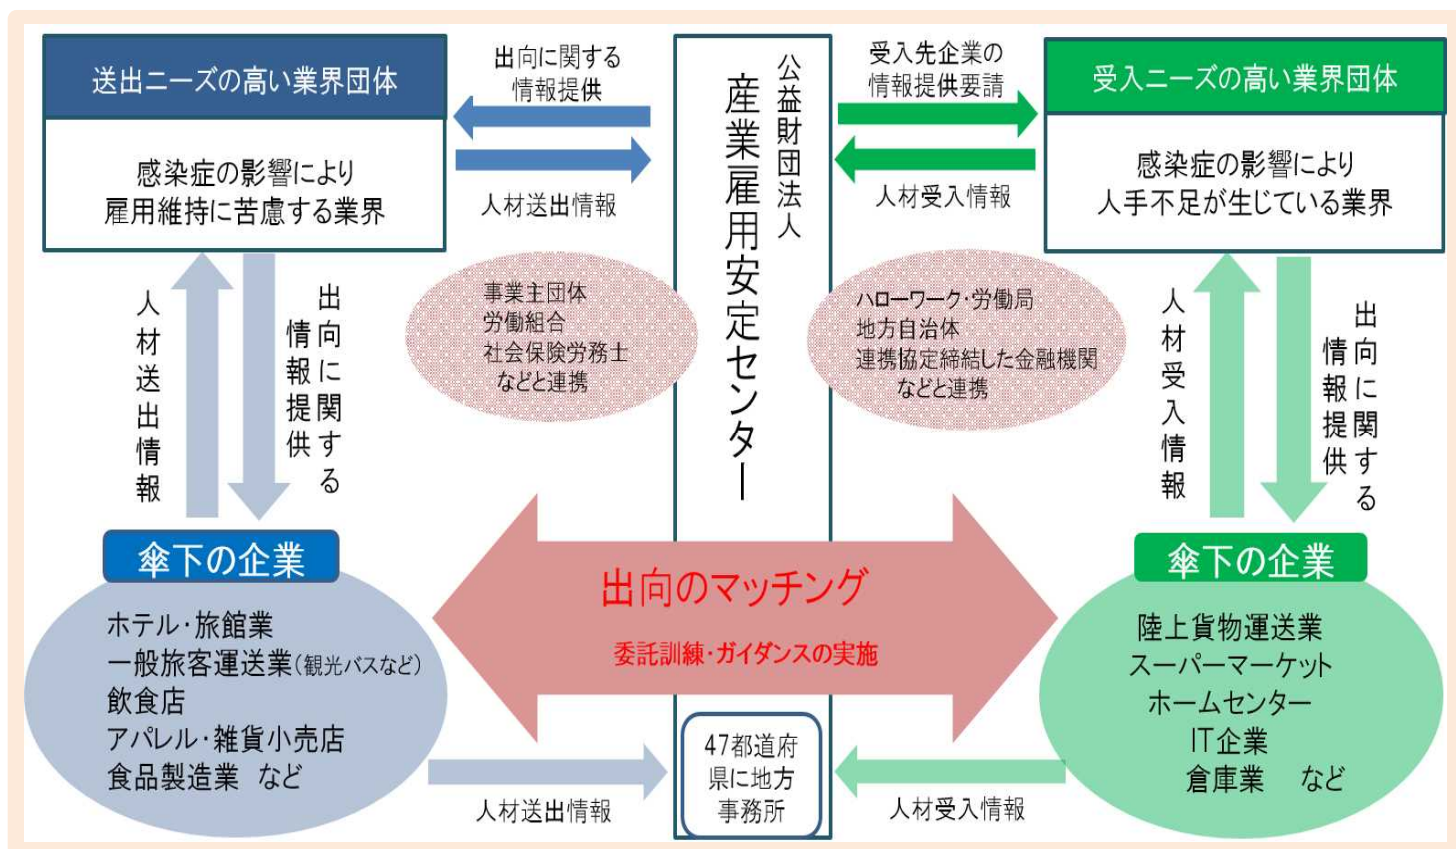 送出ニーズの高い業界団体
感染症の影響により
雇用維持に苦慮する業界
出向に関する
情報提供
人材送出情報
公益財団法人
産業雇用安定センター
受入先企業の
情報提供要請
人材受入情報
受入ニーズの高い業界団体
感染症の影響により
人手不足が生じている業界
事業主団体
労働組合
社会保険労務士
などと連携
ハローワーク・労働局
地方自治体
連携協定締結した金融機関
などと連携
人材送出情報
出向に関する
情報提供
人材受入情報
出向に関する
情報提供
傘下の企業
ホテル・旅館業
一般旅客運送業(観光バスなど)
飲食店
アパレル・雑貨小売店
食品製造業 など
出向のマッチング
委託訓練・ガイダンスの実施
傘下の企業
陸上貨物運送業
スーパーマーケット
ホームセンター
IT企業
倉庫業 など
人材送出情報
47都道府
県に地方
事務所
人材受入情報